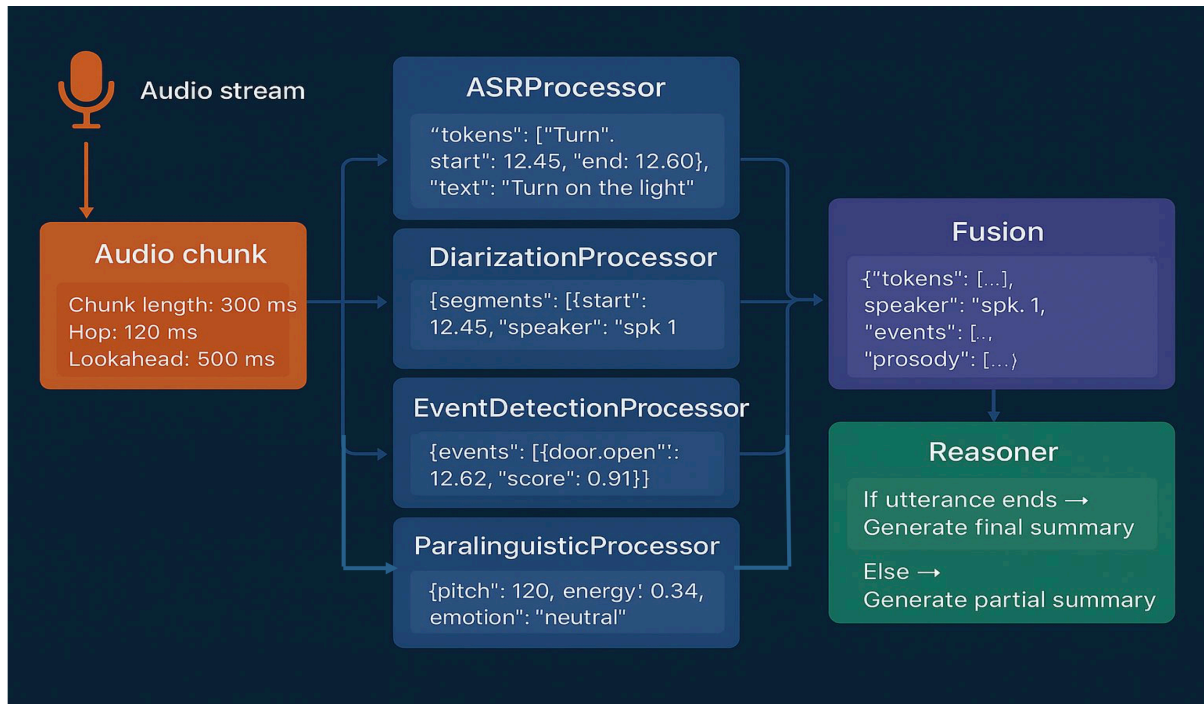 Audio stream
Audio chunk
Chunk length: 300 ms
Hop: 120 ms
Lookahead: 500 ms
ASRProcessor
“tokens": ["Turn".
start": 12.45, "end: 12.60},
"text": "Turn on the light"
DiarizationProcessor
{segments": [{start":
12.45, "speaker": "spk 1
EventDetectionProcessor
{events": [{door.open"':
12.62, "score": 0.91}]
ParalinguisticProcessor
{pitch": 120, energy' 0.34,
emotion": "neutral"
Fusion
{“tokens": [...],
speaker": "spk. 1,
"events": [..,
"prosody": [...}
Reasoner
If utterance ends →
Generate final summary
Else →
Generate partial summary